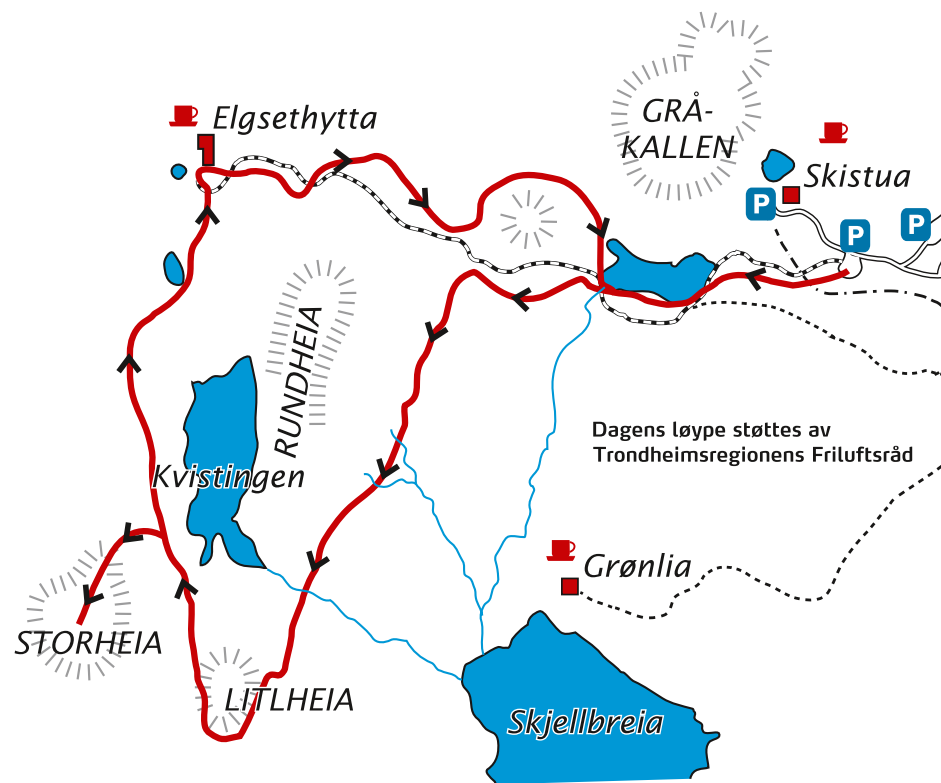 Elgsethytta
GRÅ-
KALLEN
Skistua
P
P
P
RUNDHEIA
Dagens løype støttes av
Trondheimsregionens Friluftsråd
Kvistingen
Grønlia
STORHEIA
LITLHEIA
Skjellbreia